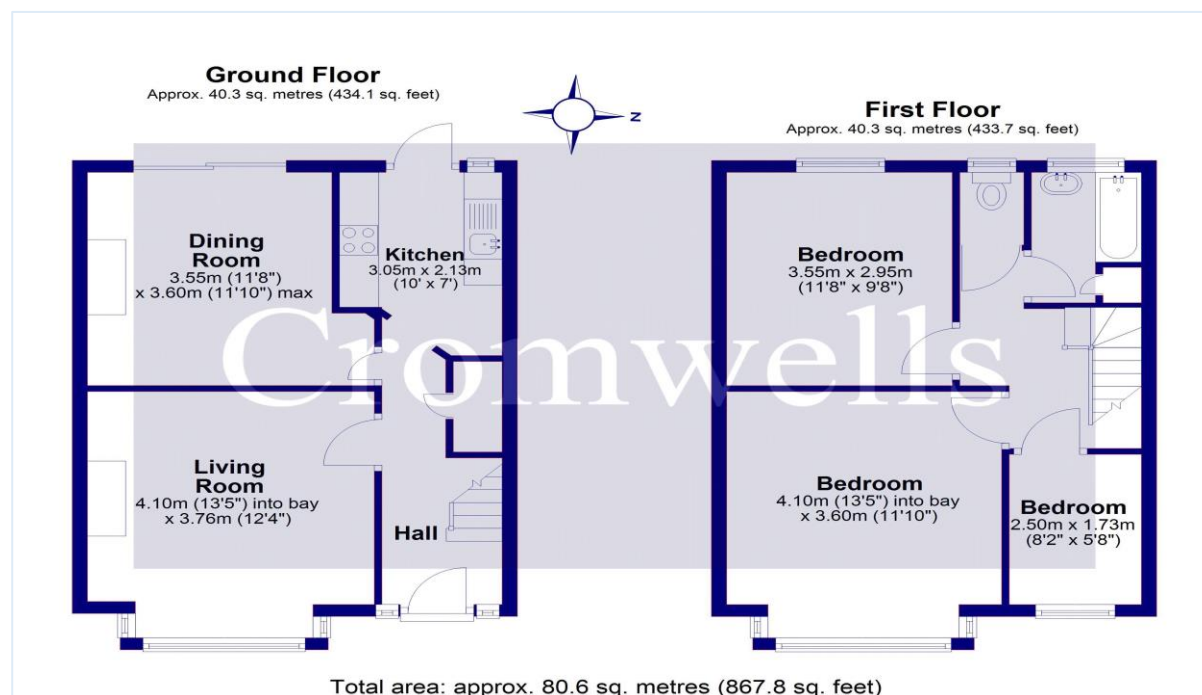 Ground Floor
Approx. 40.3 sq. metres (434.1 sq. feet)
Dining
Room
3.55m (11'8")
x 3.60m (11'10") max
Kitchen
3.05m x 2.13m
(10' x 7')
Living
Room
4.10m (13'5") into bay
x 3.76m (12'4")
Hall
N
First Floor
Approx. 40.3 sq. metres (433.7 sq. feet)
Bedroom
3.55m x 2.95m
(11'8" x 9'8")
Bedroom
4.10m (13'5") into bay
x 3.60m (11'10")
Bedroom
2.50m x 1.73m
(8'2" x 5'8")
Cromwells
Total area: approx. 80.6 sq. metres (867.8 sq. feet)